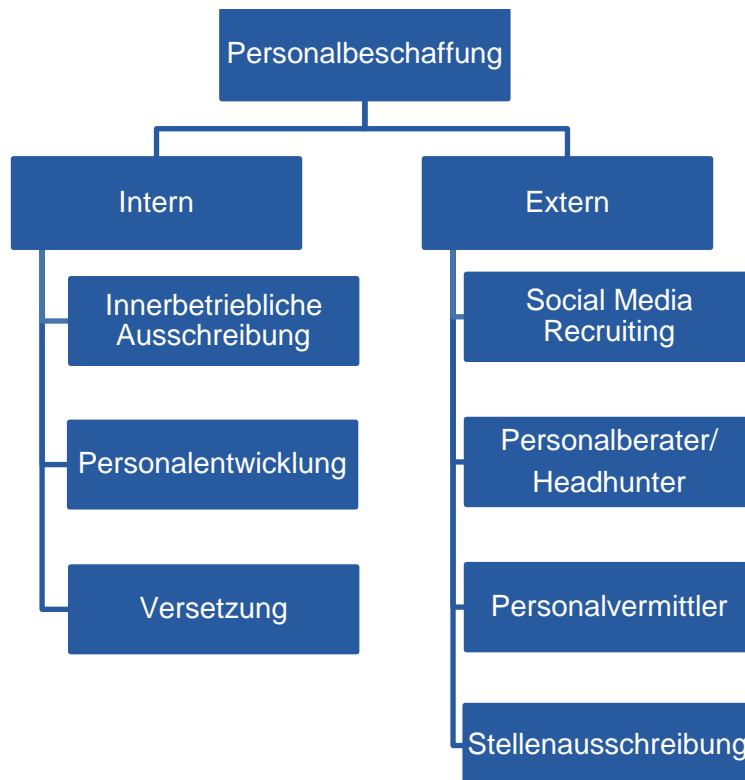 Personalbeschaffung
Intern
Innerbetriebliche
Ausschreibung
Personalentwicklung
Versetzung
Extern
Social Media
Recruiting
Personalberater/
Headhunter
Personalvermittler
Stellenausschreibung